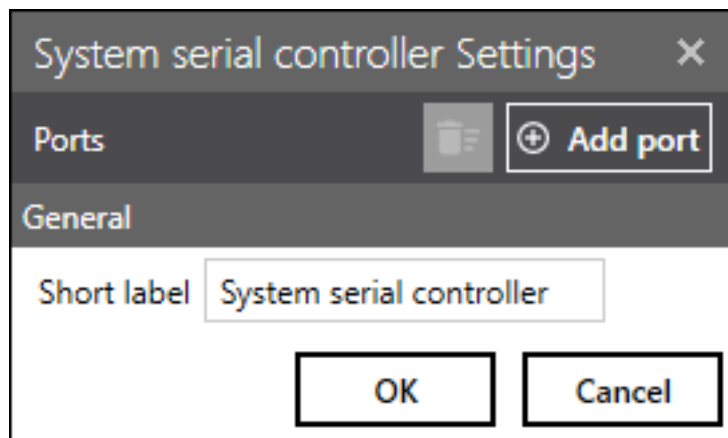 System serial controller Settings
Ports
Add port
General
Short label System serial controller
OK Cancel